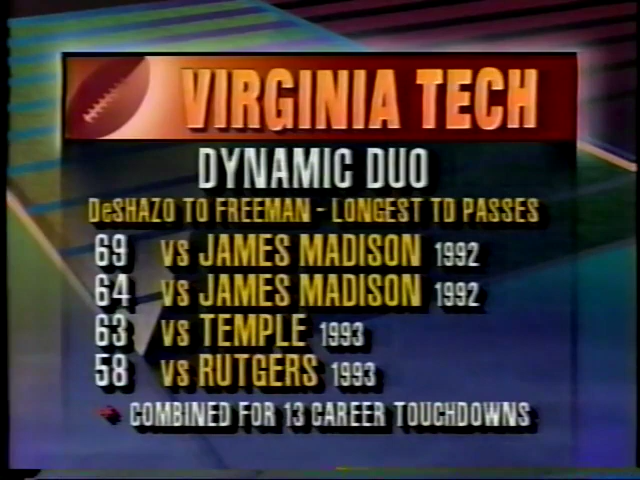 VIRGINIA TECH
DYNAMIC DUO
DeSHAZO TO FREEMAN - LONGEST TD PASSES
69 vs JAMES MADISON 1992
64 vs JAMES MADISON 1992
63 vs TEMPLE 1993
58 vs RUTGERS 1993
COMBINED FOR 13 CAREER TOUCHDOWNS